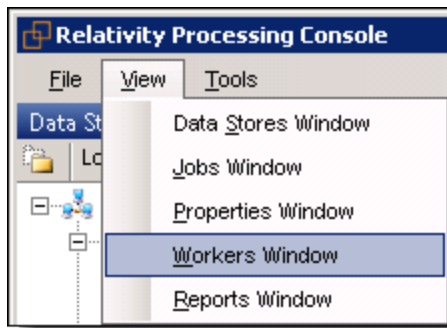 Relativity Processing Console
File View Tools
Data St
Lo
Data Stores Window
Jobs Window
Properties Window
Workers Window
Reports Window